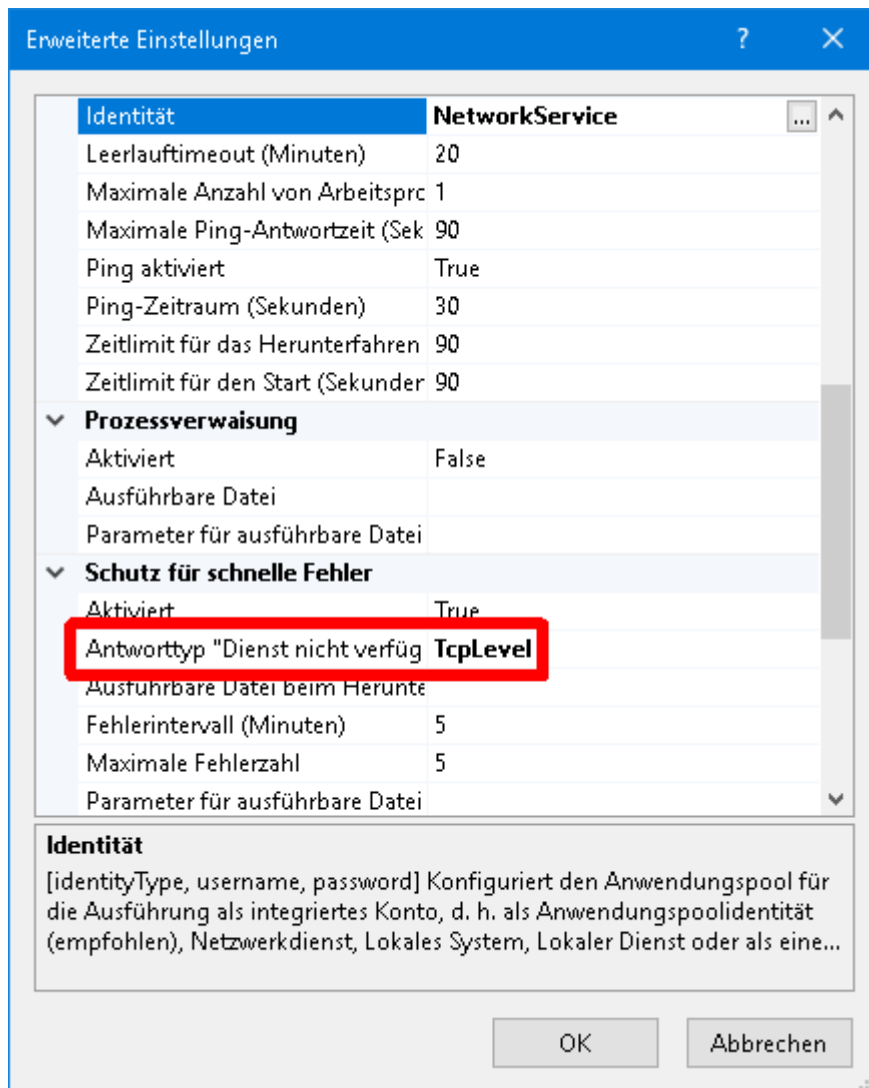 Erweiterte Einstellungen ? ×
Identität NetworkService ...
Leerlauftimeout (Minuten) 20
Maximale Anzahl von Arbeitsprc 1
Maximale Ping-Antwortzeit (Sek 90
Ping aktiviert True
Ping-Zeitraum (Sekunden) 30
Zeitlimit für das Herunterfahren 90
Zeitlimit für den Start (Sekunder 90
Prozessverwaisung
Aktiviert False
Ausführbare Datei
Parameter für ausführbare Datei
Schutz für schnelle Fehler
Aktiviert True
Antworttyp "Dienst nicht verfüg TcpLevel
Ausführbare Datei beim Herunte
Fehlerintervall (Minuten) 5
Maximale Fehlerzahl 5
Parameter für ausführbare Datei
Identität
[identityType, username, password] Konfiguriert den Anwendungspool für
die Ausführung als integriertes Konto, d. h. als Anwendungspoolidentität
(empfohlen), Netzwerkdienst, Lokales System, Lokaler Dienst oder als eine...
OK Abbrechen